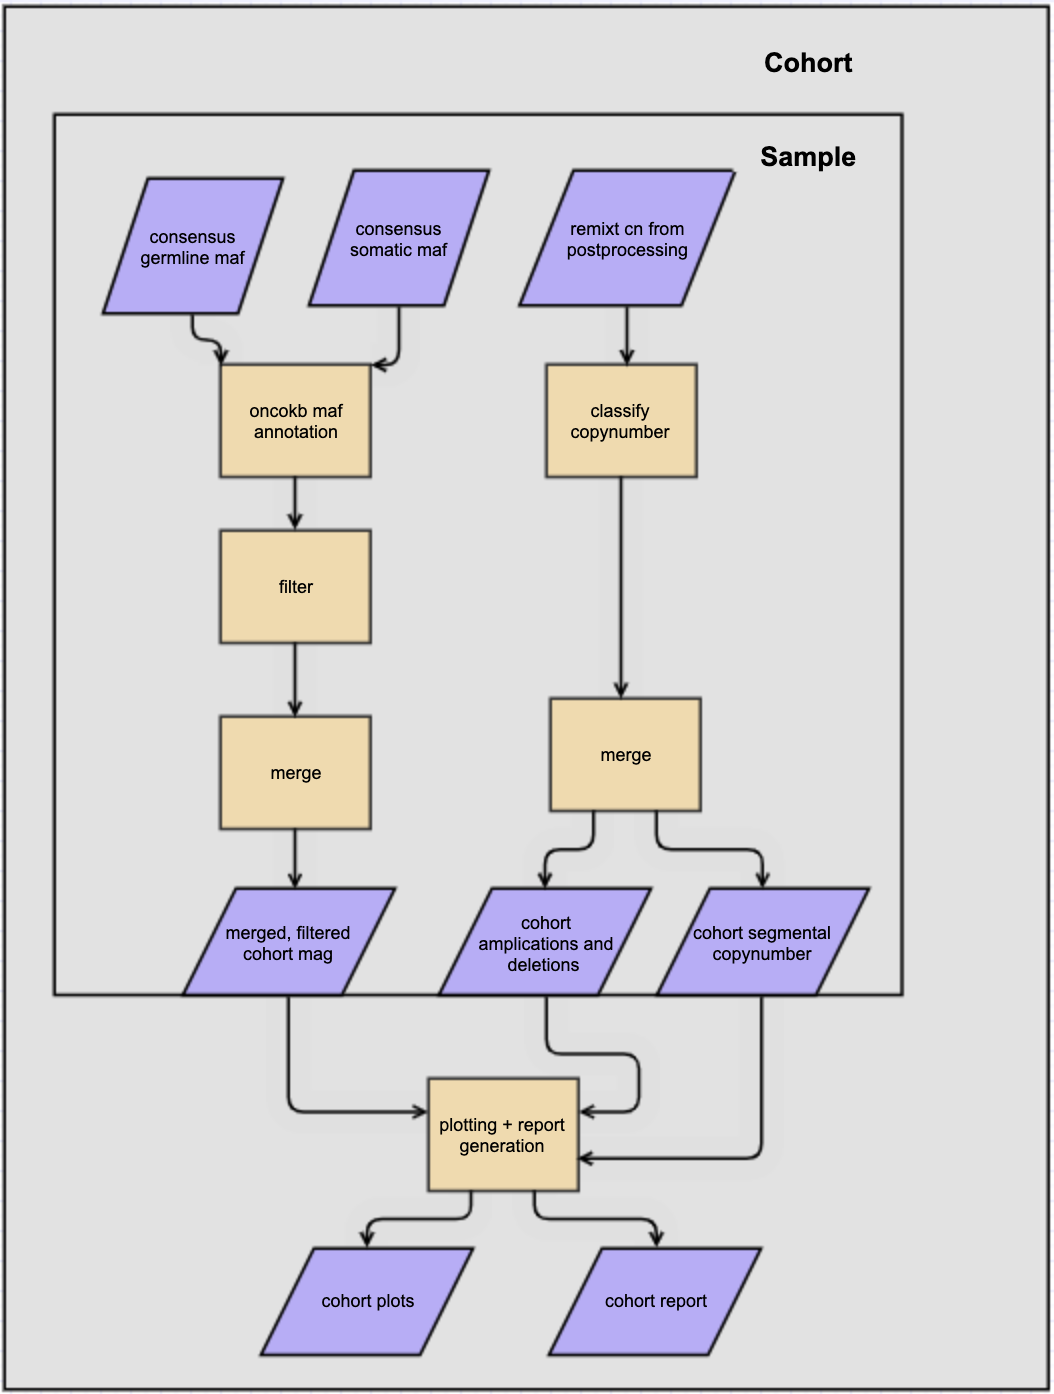 Cohort
Sample
consensus
germline maf
consensus
somatic maf
remixt cn from
postprocessing
oncokb maf
annotation
classify
copynumber
filter
merge
merge
merged, filtered
cohort mag
cohort
amplications and
deletions
cohort segmental
copynumber
plotting + report
generation
cohort plots
cohort report